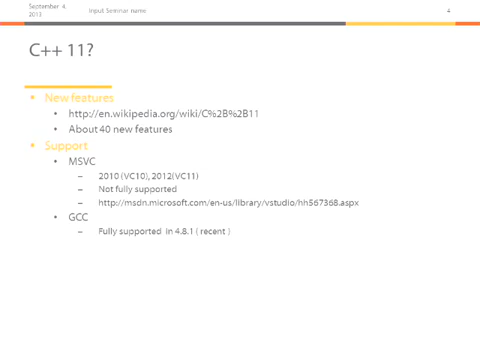 September 4, 2013
Input Seminar name
4
C++ 11?
• New features
• http://en.wikipedia.org/wiki/C%2B%2B11
• About 40 new features
• Support
• MSVC
– 2010 (VC10), 2012(VC11)
– Not fully supported
– http://msdn.microsoft.com/en-us/library/vstudio/hh567368.aspx
• GCC
– Fully supported in 4.8.1 ( recent )